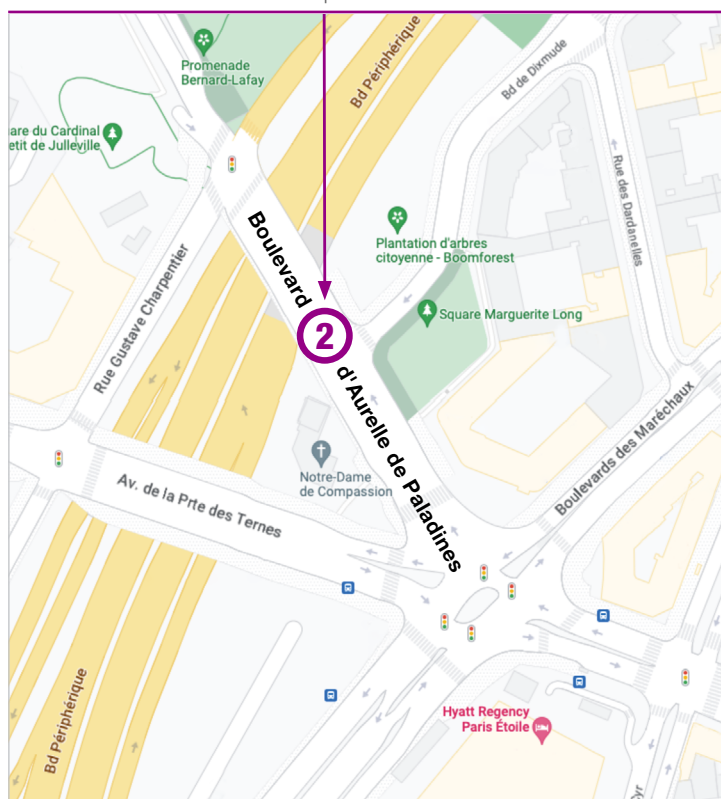 Promenade
Bernard-Lafay
Bd Périphérique
Bd de Dixmude
are du Cardinal
etit de Julleville
Rue des Dardanelles
Plantation d'arbres
citoyenne - Boomforest
Boulevard
2
d'Aurelle de Paladines
Square Marguerite Long
Rue Gustave Charpentier
Boulevards des Maréchaux
Notre-Dame
de Compassion
Av. de la Prte des Ternes
Bd Périphérique
Hyatt Regency
Paris Étoile
yr